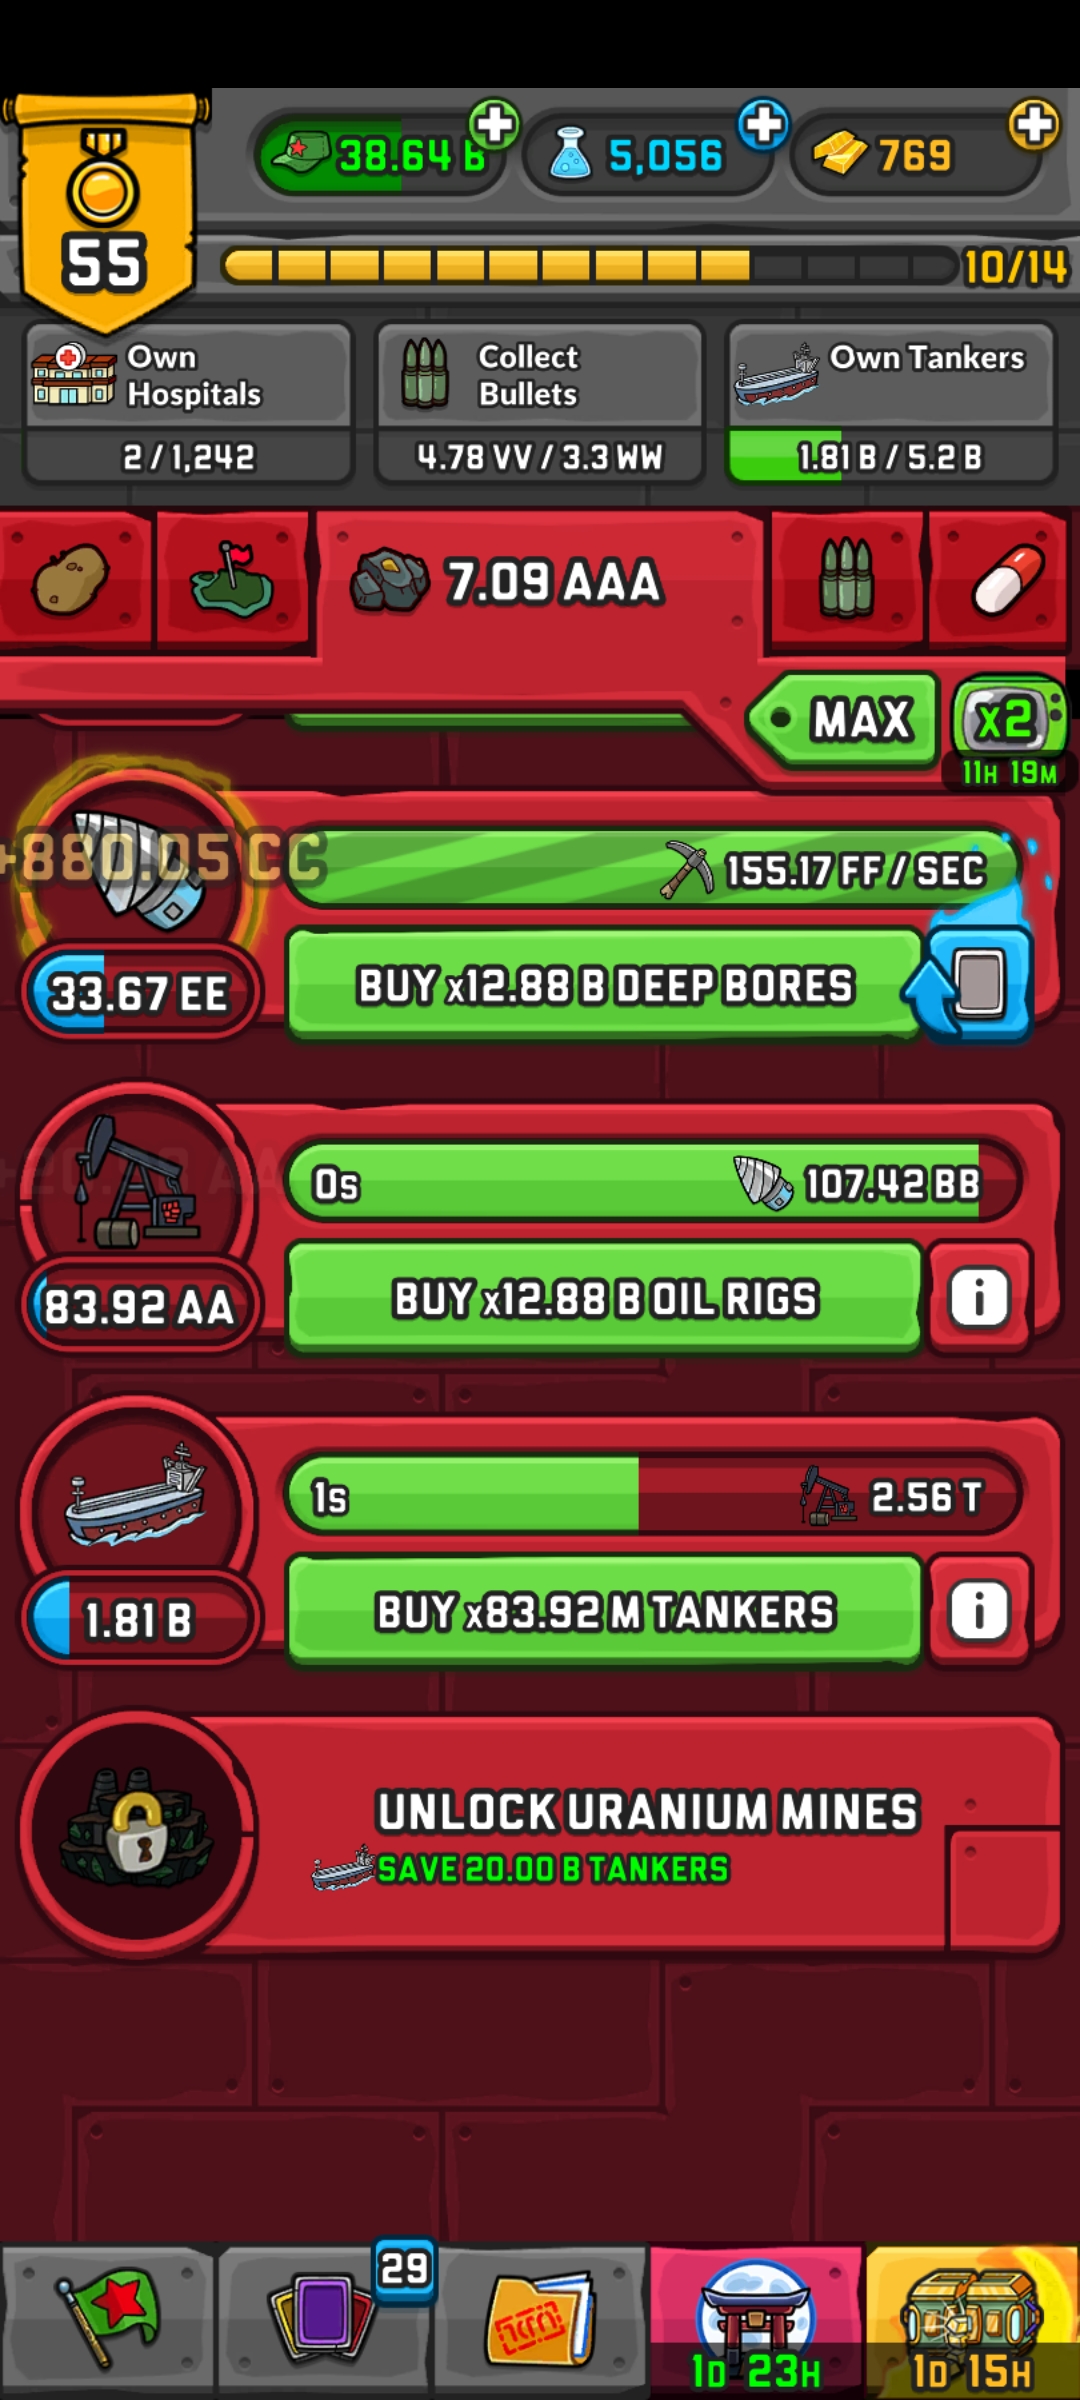 38.64 B
5,056
769
55
10/14
Own
Hospitals
2 / 1,242
Collect
Bullets
4.78 VV / 3.3 WW
Own Tankers
1.81 B / 5.2 B
7.09 AAA
MAX
x2
11H 19M
+880.05 CC
155.17 FF / SEC
33.67 EE
BUY x12.88 B DEEP BORES
0s
107.42 BB
83.92 AA
BUY x12.88 B OIL RIGS
1s
2.56 T
1.81 B
BUY x83.92 M TANKERS
UNLOCK URANIUM MINES
SAVE 20.00 B TANKERS
29
1D 23H
1D 15H